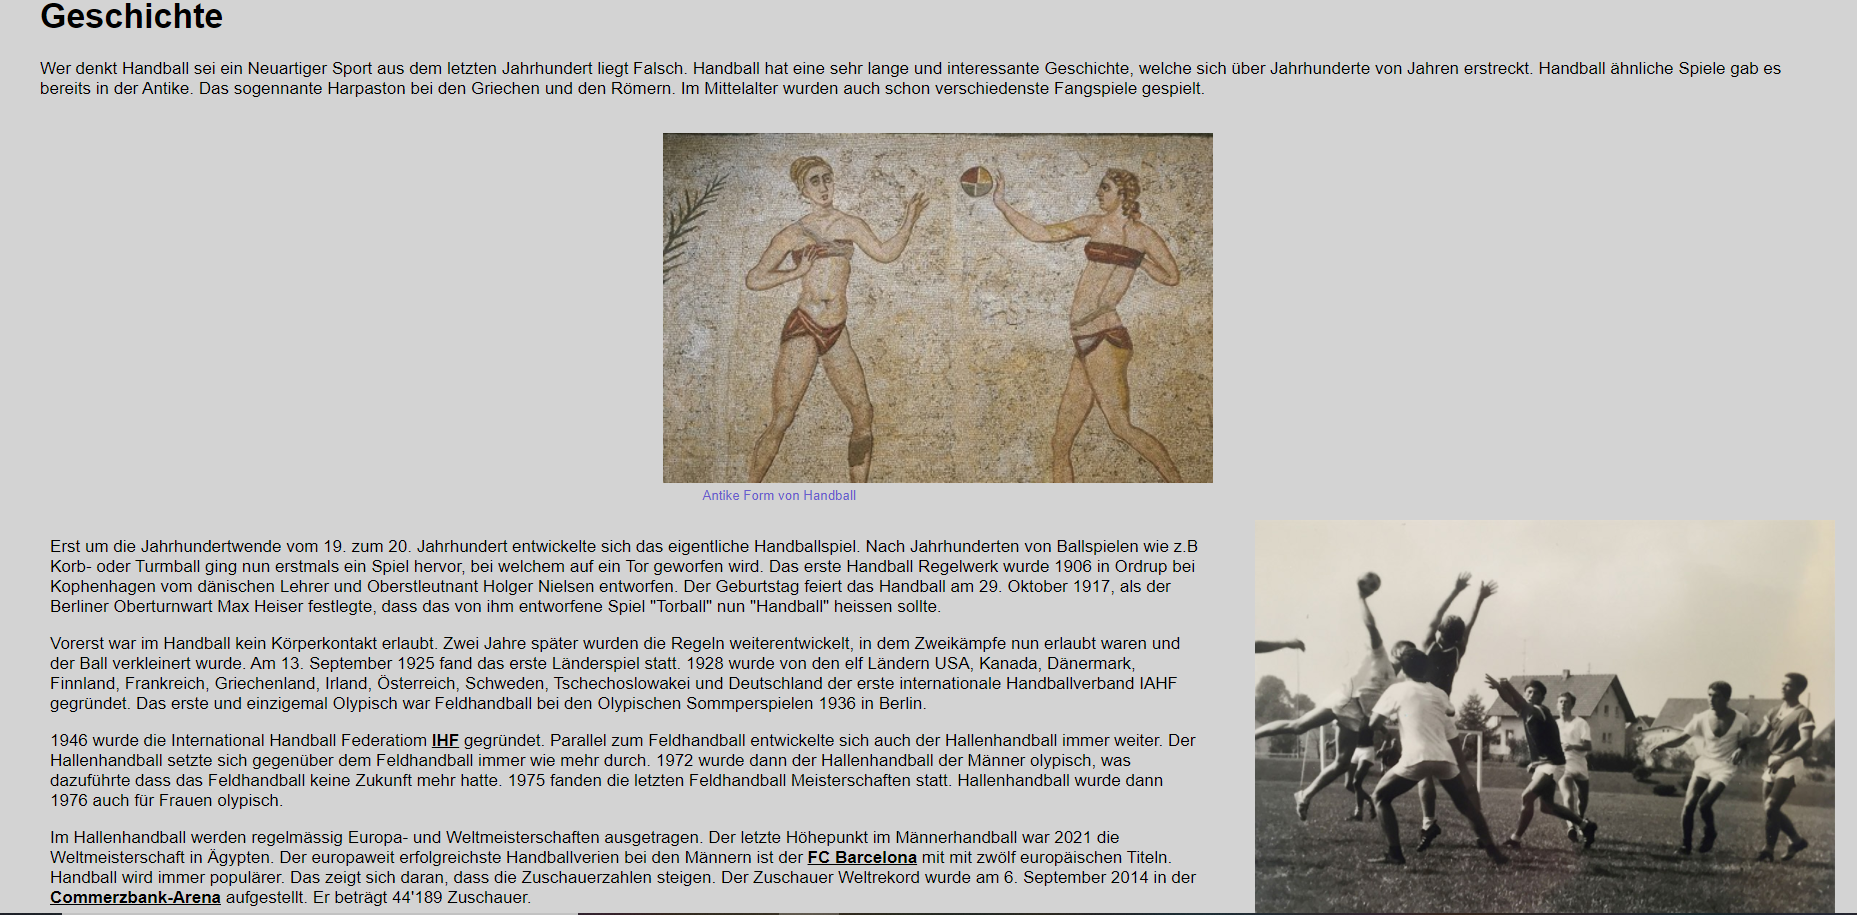 Geschichte
Wer denkt Handball sei ein Neuartiger Sport aus dem letzten Jahrhundert liegt Falsch. Handball hat eine sehr lange und interessante Geschichte, welche sich über Jahrhunderte von Jahren erstreckt. Handball ähnliche Spiele gab es
bereits in der Antike. Das sogennante Harpaston bei den Griechen und den Römern. Im Mittelalter wurden auch schon verschiedenste Fangspiele gespielt.
Antike Form von Handball
Erst um die Jahrhundertwende vom 19. zum 20. Jahrhundert entwickelte sich das eigentliche Handballspiel. Nach Jahrhunderten von Ballspielen wie z.B
Korb- oder Turmball ging nun erstmals ein Spiel hervor, bei welchem auf ein Tor geworfen wird. Das erste Handball Regelwerk wurde 1906 in Ordrup bei
Kophenhagen vom dänischen Lehrer und Oberstleutnant Holger Nielsen entworfen. Der Geburtstag feiert das Handball am 29. Oktober 1917, als der
Berliner Oberturnwart Max Heiser festlegte, dass das von ihm entworfene Spiel "Torball" nun "Handball" heissen sollte.
Vorerst war im Handball kein Körperkontakt erlaubt. Zwei Jahre später wurden die Regeln weiterentwickelt, in dem Zweikämpfe nun erlaubt waren und
der Ball verkleinert wurde. Am 13. September 1925 fand das erste Länderspiel statt. 1928 wurde von den elf Ländern USA, Kanada, Dänermark,
Finnland, Frankreich, Griechenland, Irland, Österreich, Schweden, Tschechoslowakei und Deutschland der erste internationale Handballverband IAHF
gegründet. Das erste und einzigemal Olypisch war Feldhandball bei den Olypischen Sommperspielen 1936 in Berlin.
1946 wurde die International Handball Federatiom IHF gegründet. Parallel zum Feldhandball entwickelte sich auch der Hallenhandball immer weiter. Der
Hallenhandball setzte sich gegenüber dem Feldhandball immer wie mehr durch. 1972 wurde dann der Hallenhandball der Männer olypisch, was
dazuführte dass das Feldhandball keine Zukunft mehr hatte. 1975 fanden die letzten Feldhandball Meisterschaften statt. Hallenhandball wurde dann
1976 auch für Frauen olypisch.
Im Hallenhandball werden regelmässig Europa- und Weltmeisterschaften ausgetragen. Der letzte Höhepunkt im Männerhandball war 2021 die
Weltmeisterschaft in Ägypten. Der europaweit erfolgreichste Handballverien bei den Männern ist der FC Barcelona mit mit zwölf europäischen Titeln.
Handball wird immer populärer. Das zeigt sich daran, dass die Zuschauerzahlen steigen. Der Zuschauer Weltrekord wurde am 6. September 2014 in der
Commerzbank-Arena aufgestellt. Er beträgt 44'189 Zuschauer.